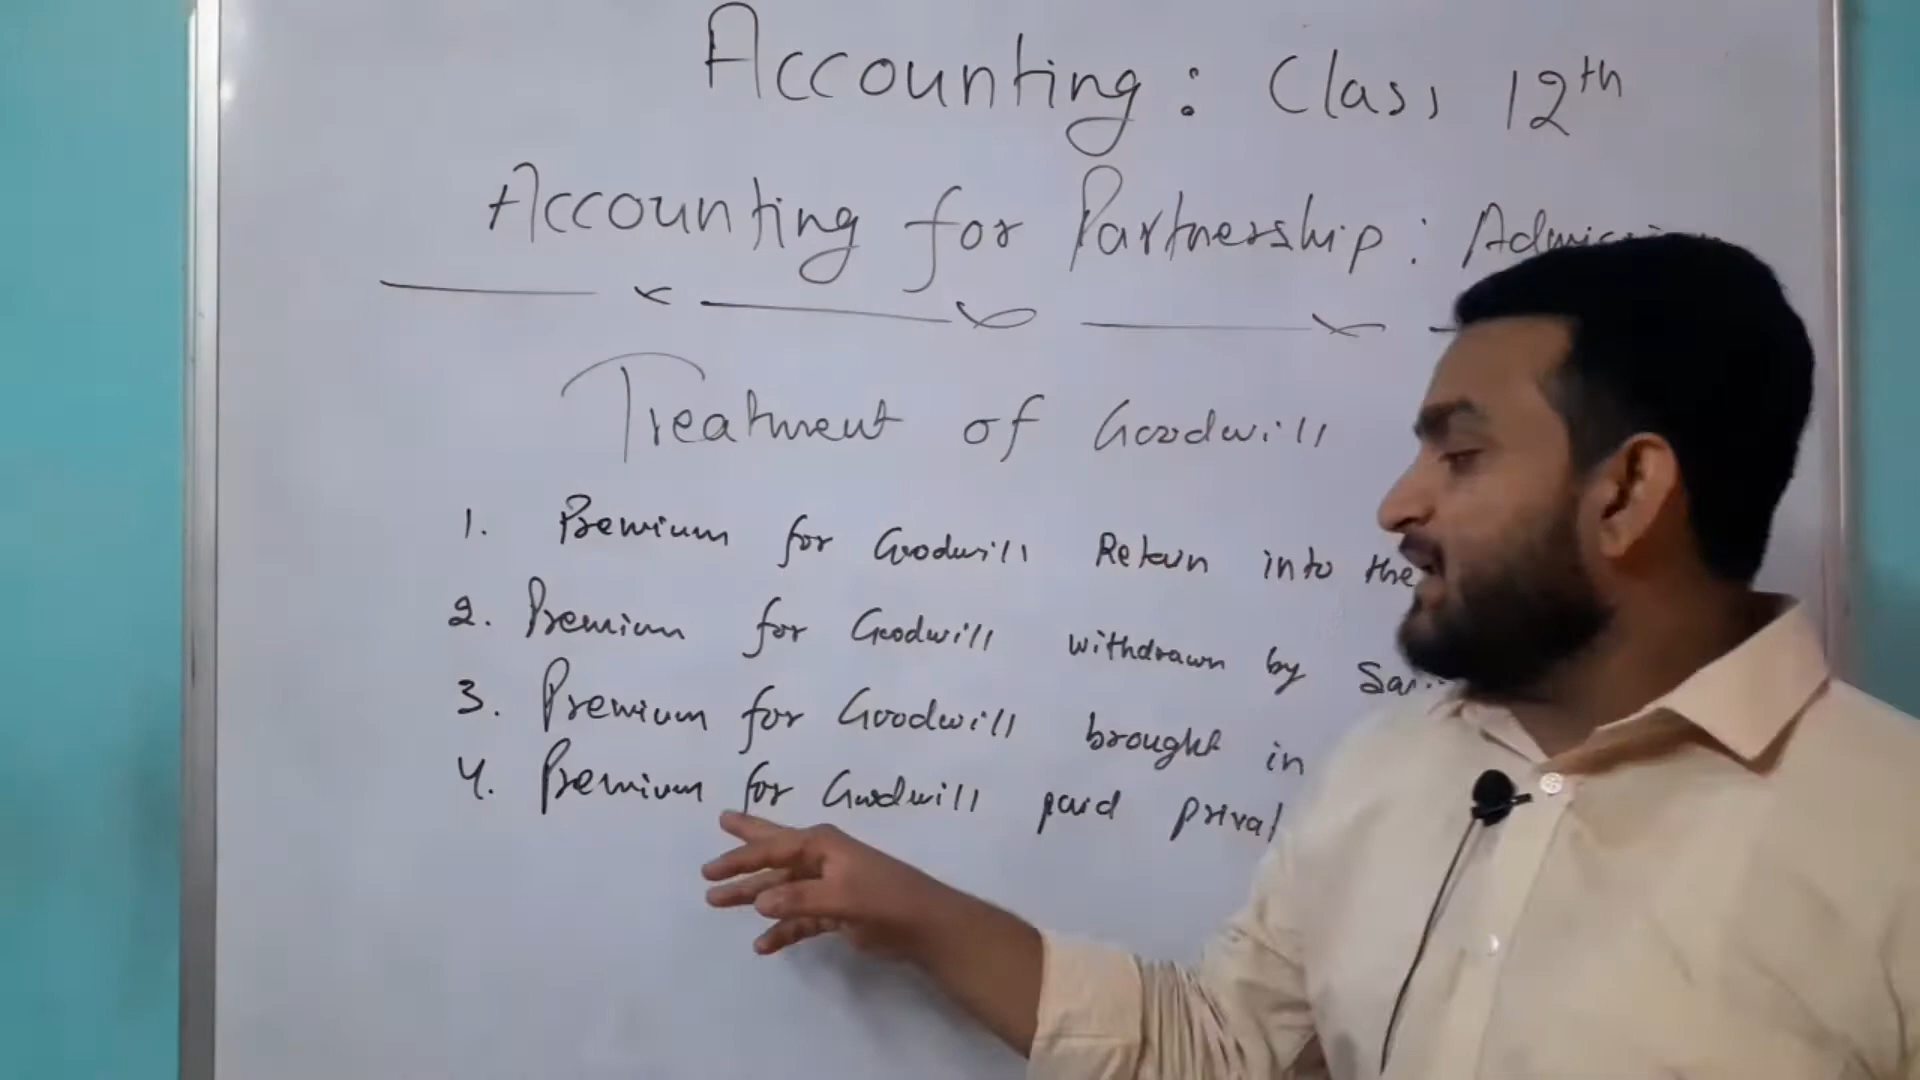 Accounting : Class 12th
Accounting for Partnership : Admission
Treatment of Goodwill
1. Premium for Goodwill Retain into the
2. Premium for Goodwill withdrawn by
3. Premium for Goodwill brought in
4. Premium for Goodwill paid